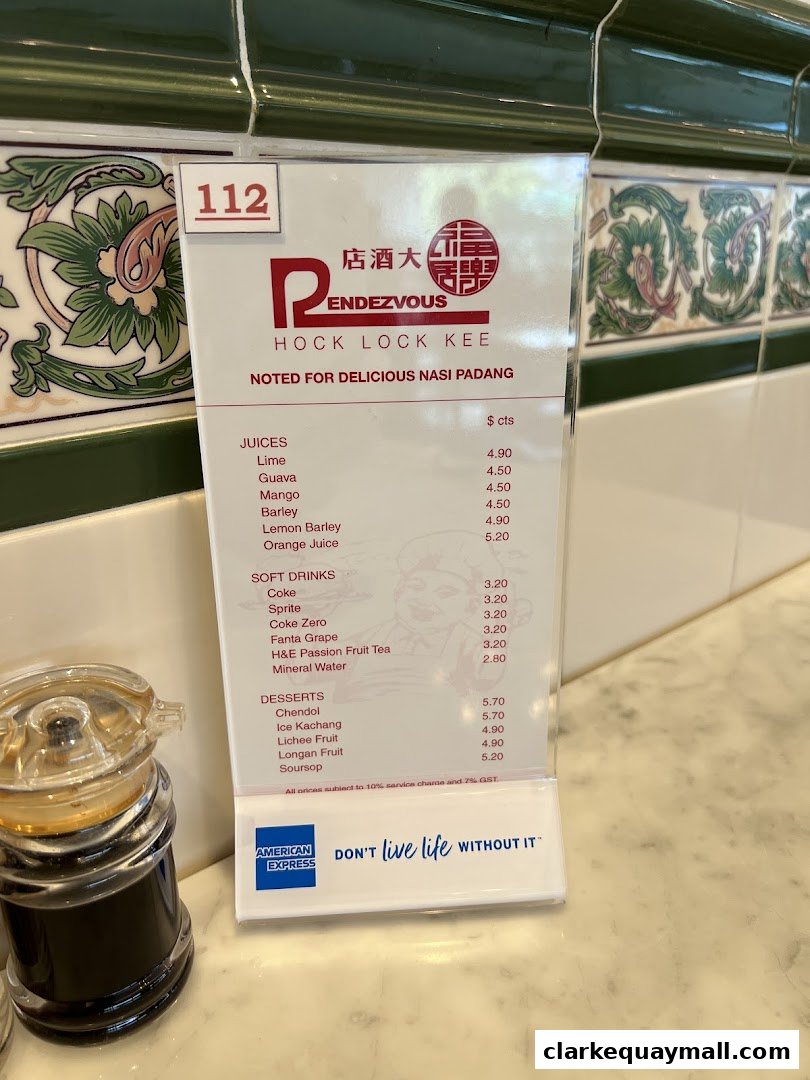 112
店酒大
福樂居
RENDEZVOUS
HOCK LOCK KEE
NOTED FOR DELICIOUS NASI PADANG
$ cts
JUICES
Lime 4.90
Guava 4.50
Mango 4.50
Barley 4.50
Lemon Barley 4.90
Orange Juice 5.20
SOFT DRINKS
Coke 3.20
Sprite 3.20
Coke Zero 3.20
Fanta Grape 3.20
H&E Passion Fruit Tea 3.20
Mineral Water 2.80
DESSERTS
Chendol 5.70
Ice Kachang 5.70
Lichee Fruit 4.90
Longan Fruit 4.90
Soursop 5.20
All prices subject to 10% service charge and 7% GST.
AMERICAN
EXPRESS
DON'T live life WITHOUT IT™
clarkequaymall.com